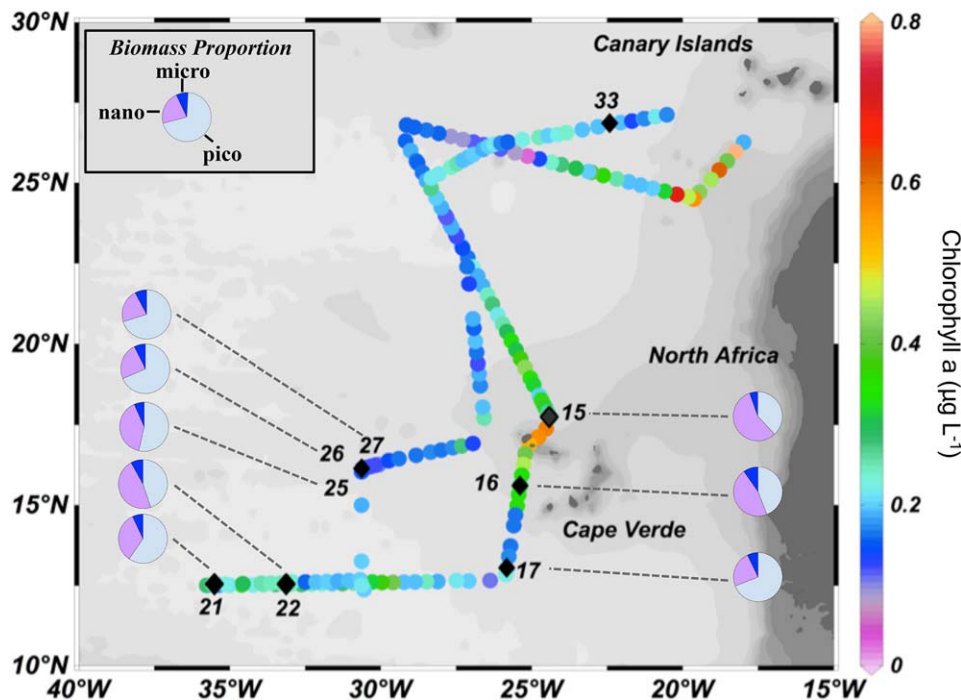 30°N
25°N
20°N
15°N
10°N
40°W
35°W
30°W
25°W
20°W
15°W
Biomass Proportion
micro
nano
pico
Canary Islands
33
North Africa
15
16
Cape Verde
17
27
26
25
21
22
0.8
0.6
0.4
0.2
0
Chlorophyll a (µg L-1)